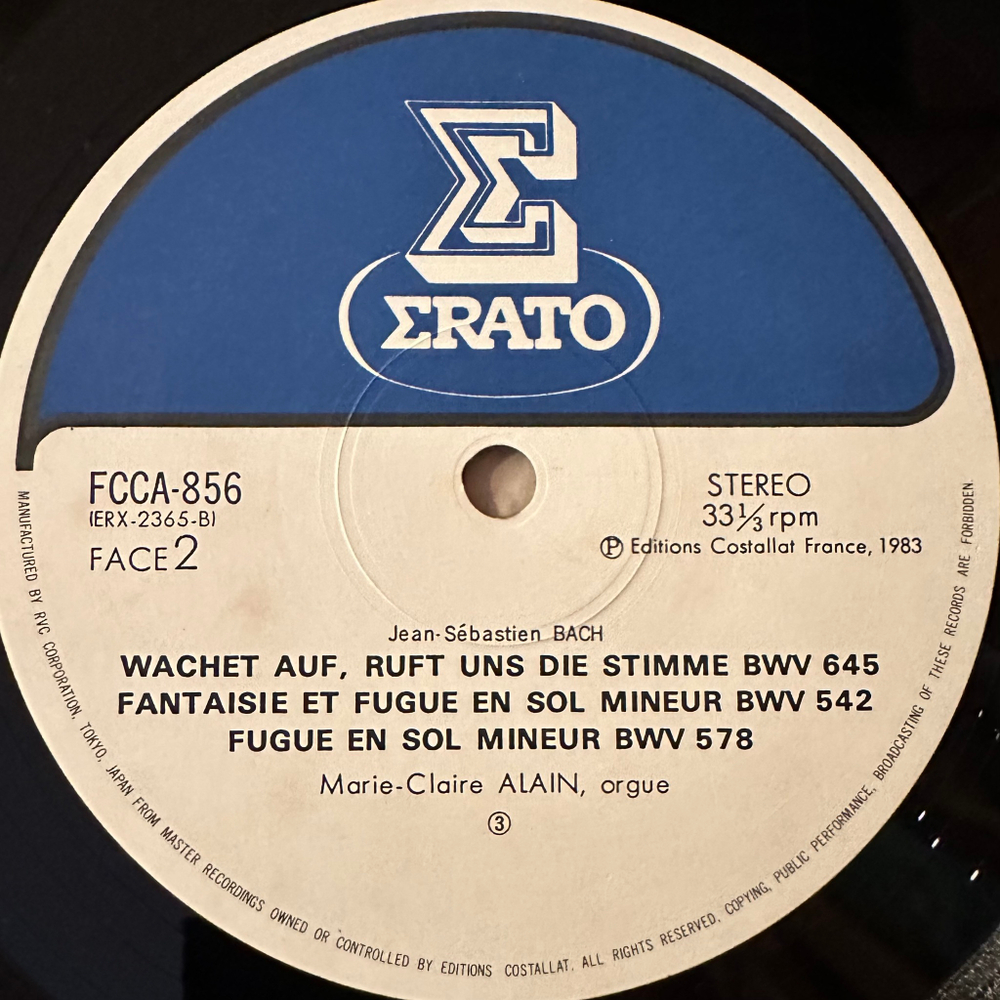 Σ
ΣRATO
FCCA-856
(ERX-2365-B)
FACE 2
STEREO
33⅓ rpm
Ⓟ Editions Costallat France, 1983
Jean-Sébastien BACH
WACHET AUF, RUFT UNS DIE STIMME BWV 645
FANTAISIE ET FUGUE EN SOL MINEUR BWV 542
FUGUE EN SOL MINEUR BWV 578
Marie-Claire ALAIN, orgue
③
MANUFACTURED BY RVC CORPORATION, TOKYO, JAPAN FROM MASTER RECORDINGS OWNED OR CONTROLLED BY EDITIONS COSTALLAT. ALL RIGHTS RESERVED. COPYING, PUBLIC PERFORMANCE, BROADCASTING OF THESE RECORDS ARE FORBIDDEN.